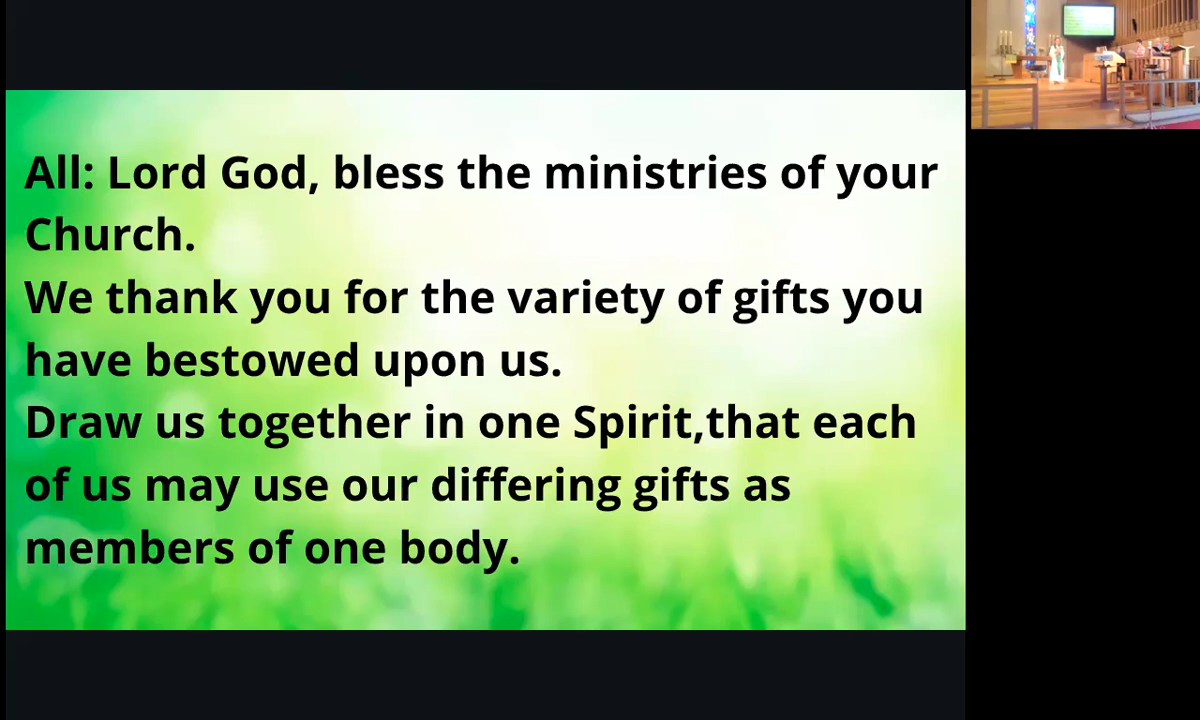 All: Lord God, bless the ministries of your
Church.
We thank you for the variety of gifts you
have bestowed upon us.
Draw us together in one Spirit,that each
of us may use our differing gifts as
members of one body.